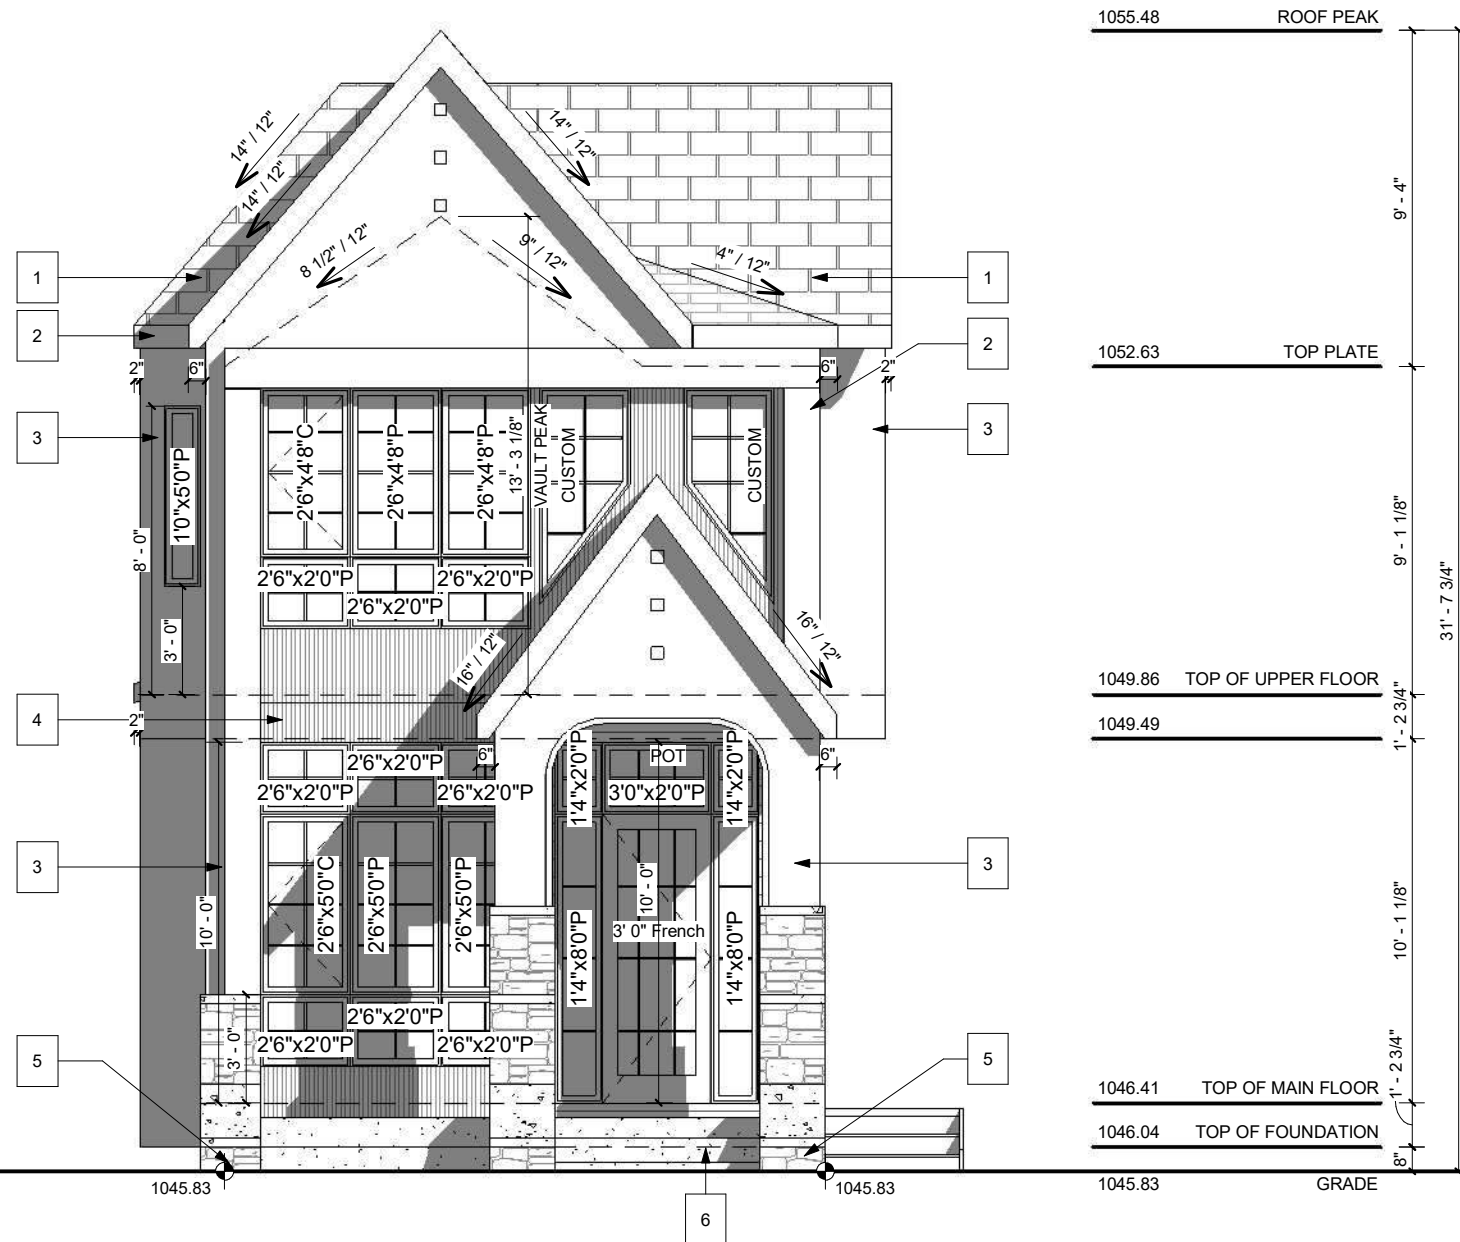 1055.48 ROOF PEAK
14" / 12"
14" / 12"
14" / 12"
9' - 4"
8 1/2" / 12"
9" / 12"
4" / 12"
1
1
2
2
1052.63 TOP PLATE
2"
6"
6"
2"
3
3
1'0"x5'0"P
2'6"x4'8"C
2'6"x4'8"P
2'6"x4'8"P
13' - 3 1/8"
VAULT PEAK
CUSTOM
CUSTOM
8' - 0"
9' - 1 1/8"
31' - 7 3/4"
2'6"x2'0"P
2'6"x2'0"P
2'6"x2'0"P
3' - 0"
16" / 12"
16" / 12"
1049.86 TOP OF UPPER FLOOR
4
2"
1049.49
1' - 2 3/4"
6"
6"
2'6"x2'0"P
2'6"x2'0"P
2'6"x2'0"P
1'4"x2'0"P
POT
3'0"x2'0"P
1'4"x2'0"P
3
3
10' - 0"
2'6"x5'0"C
2'6"x5'0"P
2'6"x5'0"P
10' - 0"
3' 0" French
1'4"x8'0"P
1'4"x8'0"P
10' - 1 1/8"
3' - 0"
2'6"x2'0"P
2'6"x2'0"P
2'6"x2'0"P
5
5
1046.41 TOP OF MAIN FLOOR
1' - 2 3/4"
1046.04 TOP OF FOUNDATION
8"
1045.83
1045.83
1045.83 GRADE
6